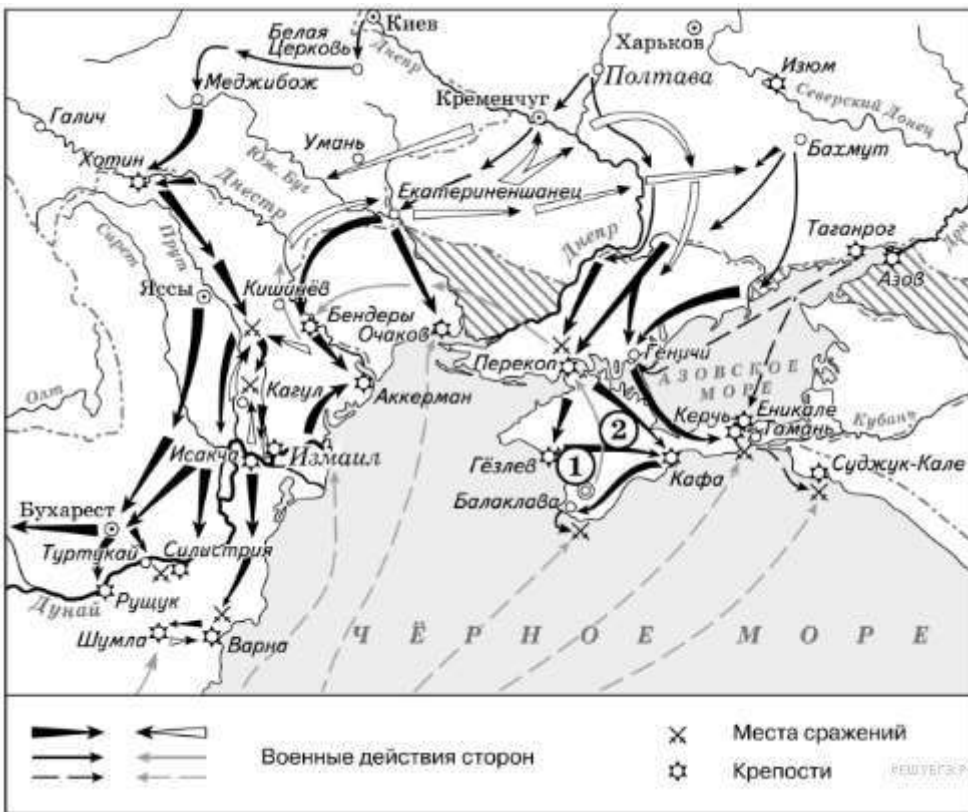 Киев
Белая
Церковь
Днепр
Харьков
Изюм
Полтава
Меджибож
Кременчуг
Северский Донец
Галич
Умань
Бахмут
Хотин
Юж. Буг
Днестр
Екатериненшанец
Сирет
Прут
Днепр
Таганрог
Дон
Азов
Яссы
Кишинёв
Бендеры
Очаков
Перекоп
Геничи
АЗОВСКОЕ
МОРЕ
Олт
Кагул
Аккерман
Керчь
Еникале
Тамань
Кубань
2
Исакча
Измаил
Гёзлев
1
Кафа
Суджук-Кале
Балаклава
Бухарест
Туртукай
Силистрия
Дунай
Рущук
Шумла
Варна
ЧЁРНОЕ МОРЕ
Военные действия сторон
Места сражений
Крепости
РЕШУЕГЭ.РФ